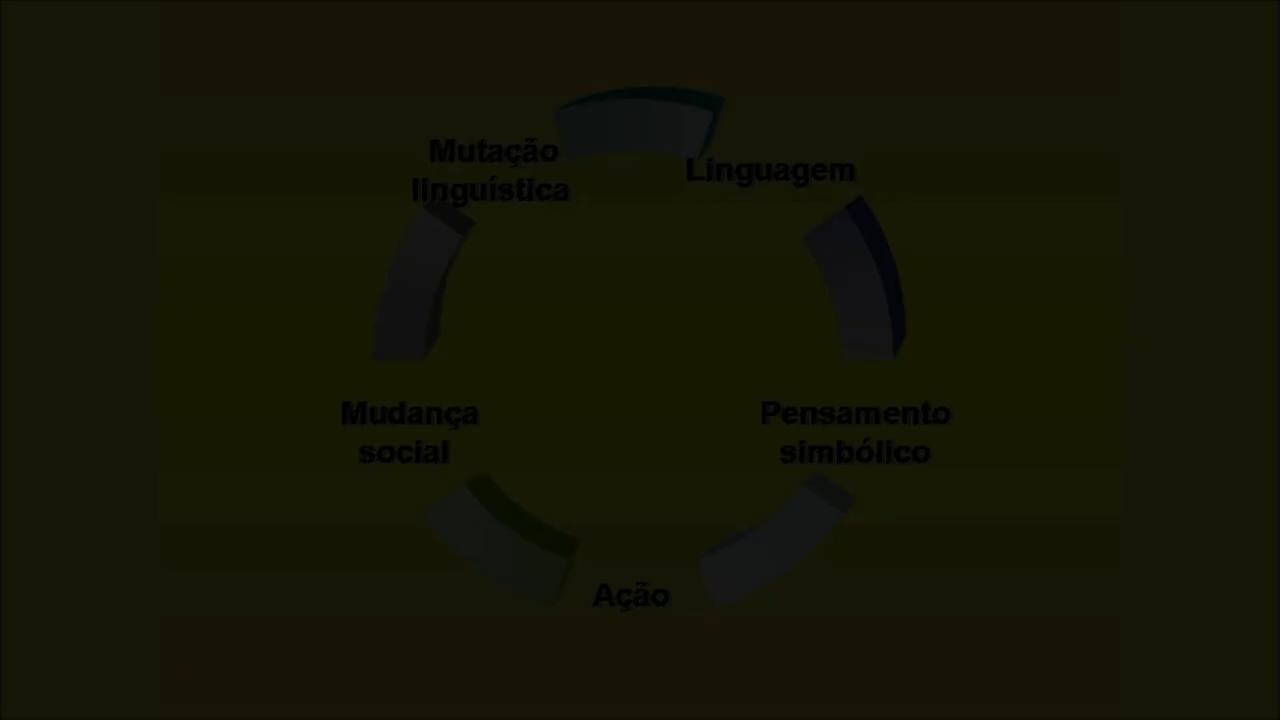 Mutação
linguística
Linguagem
Mudança
social
Pensamento
simbólico
Ação